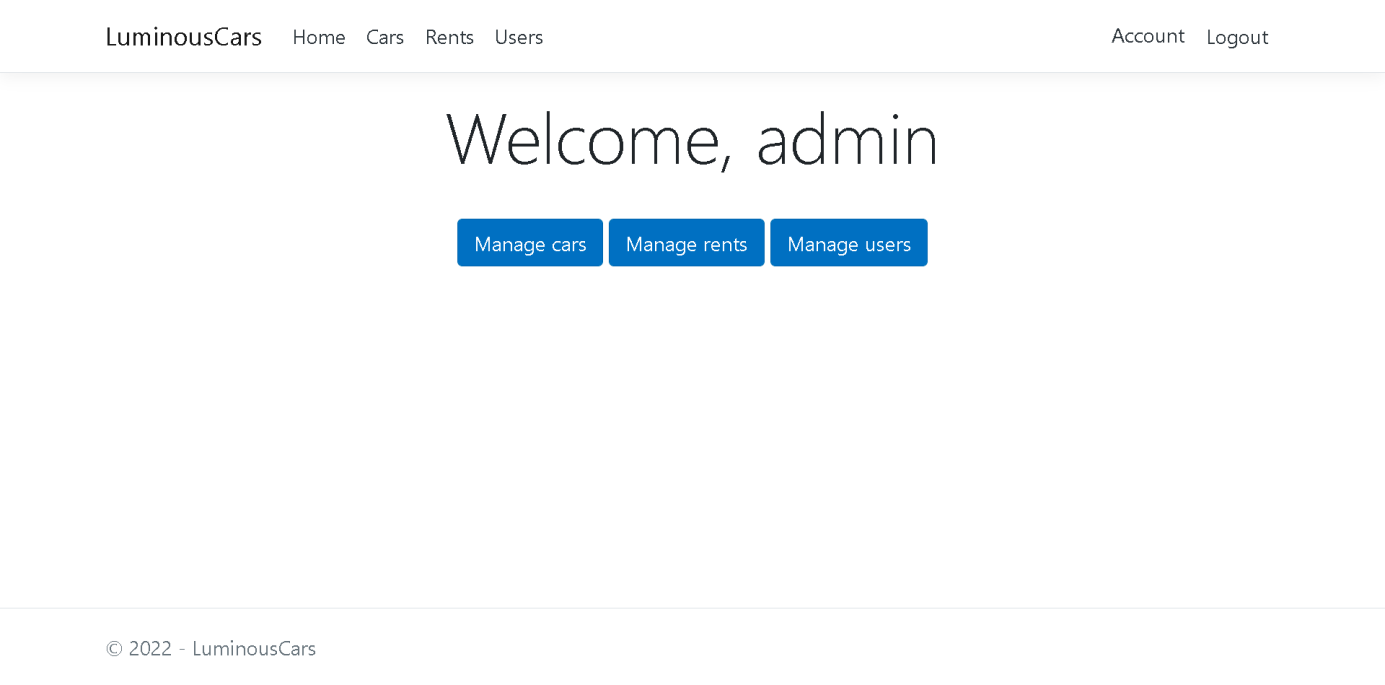 LuminousCars Home Cars Rents Users Account Logout
Welcome, admin
Manage cars Manage rents Manage users
© 2022 - LuminousCars